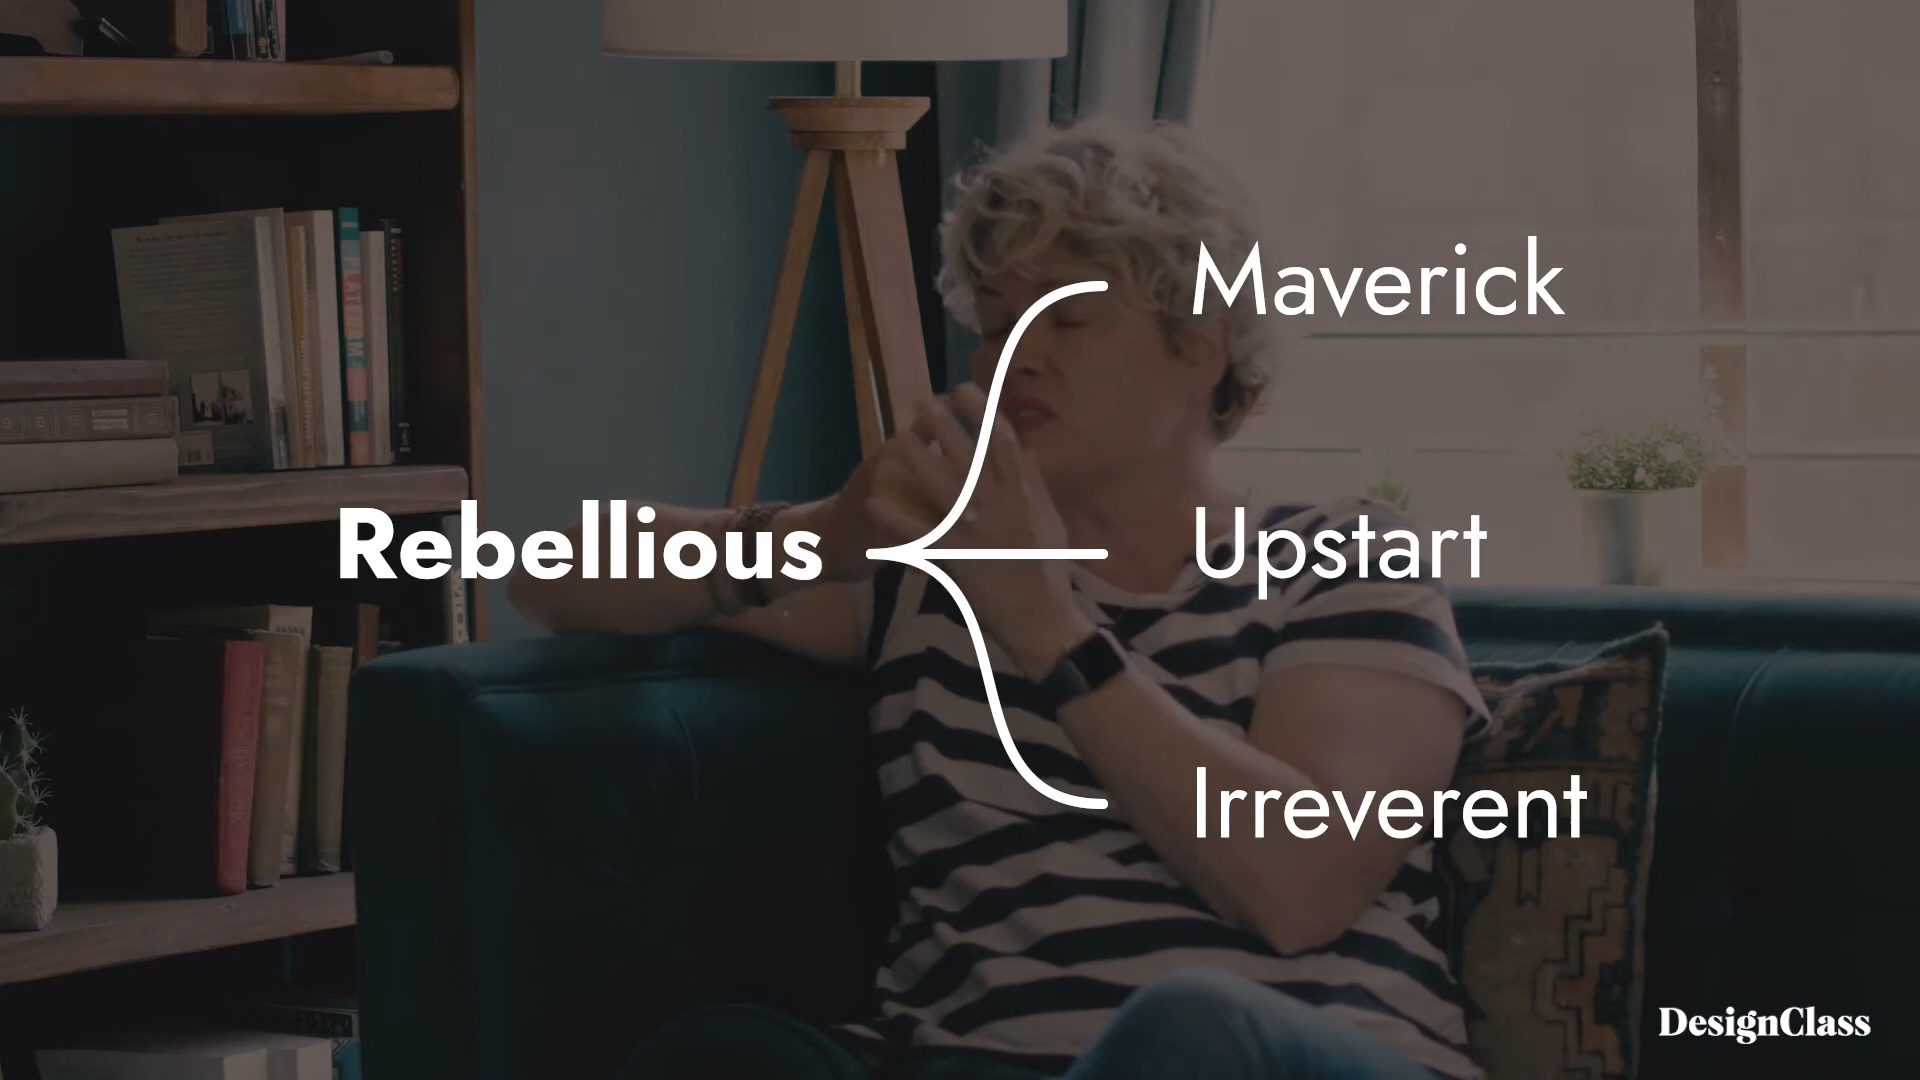 Maverick
Rebellious
Upstart
Irreverent
DesignClass